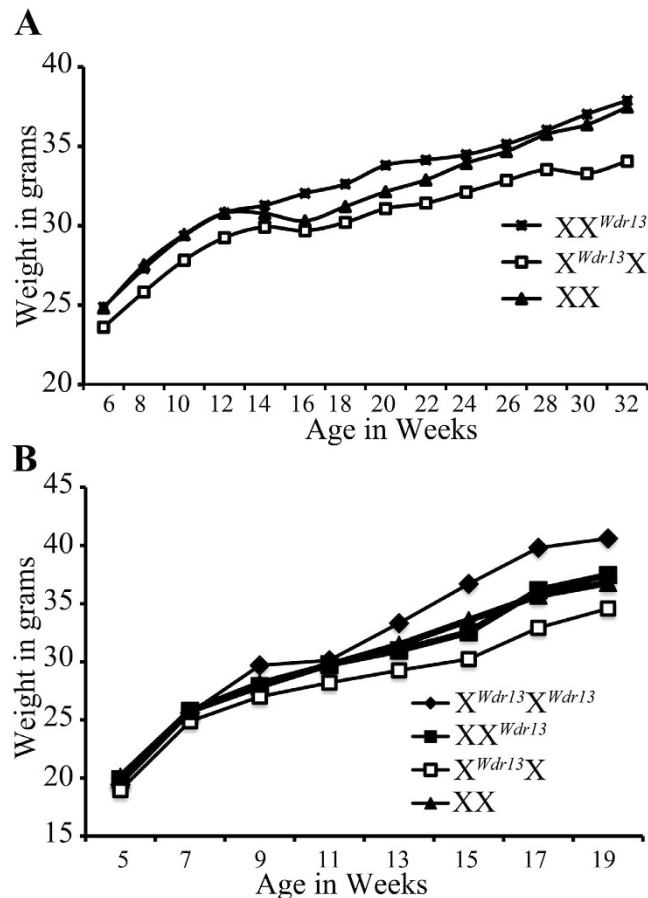 A
Weight in grams
40
35
30
25
20
XX^Wdr13
X^Wdr13X
XX
6 8 10 12 14 16 18 20 22 24 26 28 30 32
Age in Weeks
B
Weight in grams
45
40
35
30
25
20
15
X^Wdr13X^Wdr13
XX^Wdr13
X^Wdr13X
XX
5 7 9 11 13 15 17 19
Age in Weeks